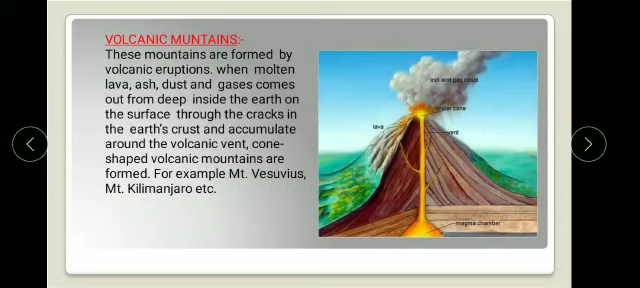 VOLCANIC MUNTAINS:-
These mountains are formed by
volcanic eruptions. when molten
lava, ash, dust and gases comes
out from deep inside the earth on
the surface through the cracks in
the earth's crust and accumulate
around the volcanic vent, cone-
shaped volcanic mountains are
formed. For example Mt. Vesuvius,
Mt. Kilimanjaro etc.
ash and gas cloud
cone
lava
vent
magma chamber